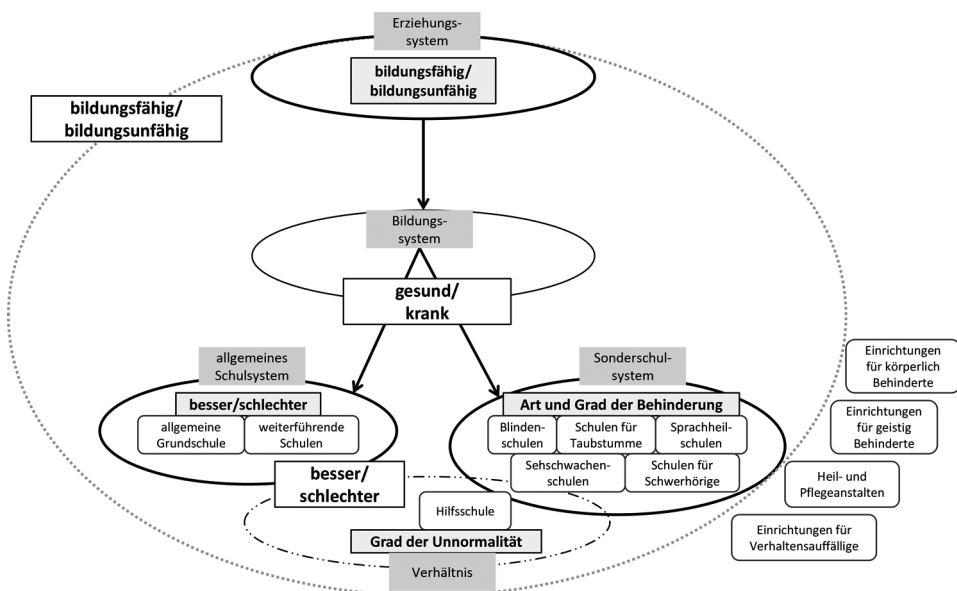 Erziehungs-
system
bildungsfähig/
bildungsunfähig
bildungsfähig/
bildungsunfähig
Bildungs-
system
gesund/
krank
allgemeines
Schulsystem
besser/schlechter
allgemeine
Grundschule
weiterführende
Schulen
Sonderschul-
system
Art und Grad der Behinderung
Blinden-
schulen
Schulen für
Taubstumme
Sprachheil-
schulen
Sehschwachen-
schulen
Schulen für
Schwerhörige
Einrichtungen
für körperlich
Behinderte
Einrichtungen
für geistig
Behinderte
Heil- und
Pflegeanstalten
Einrichtungen für
Verhaltensauffällige
besser/
schlechter
Hilfsschule
Grad der Unnormalität
Verhältnis